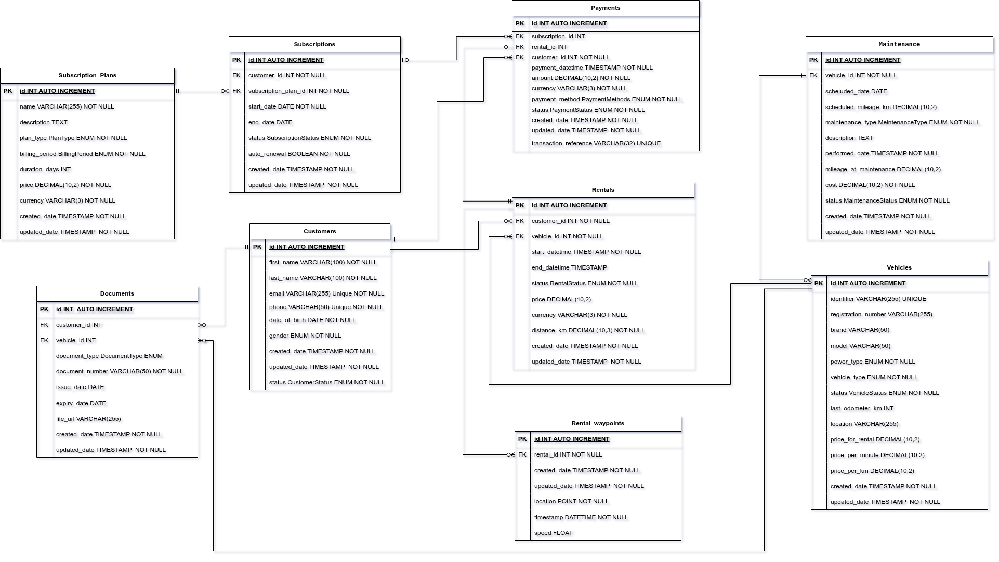 Subscription_Plans
PK id INT AUTO INCREMENT
name VARCHAR(255) NOT NULL
description TEXT
plan_type PlanType ENUM NOT NULL
billing_period BillingPeriod ENUM NOT NULL
duration_days INT
price DECIMAL(10,2) NOT NULL
currency VARCHAR(3) NOT NULL
created_date TIMESTAMP NOT NULL
updated_date TIMESTAMP  NOT NULL
Subscriptions
PK id INT AUTO INCREMENT
FK customer_id INT NOT NULL
FK subscription_plan_id INT NOT NULL
start_date DATE NOT NULL
end_date DATE
status SubscriptionStatus ENUM NOT NULL
auto_renewal BOOLEAN NOT NULL
created_date TIMESTAMP NOT NULL
updated_date TIMESTAMP  NOT NULL
Payments
PK id INT AUTO INCREMENT
FK subscription_id INT
FK rental_id INT
FK customer_id INT NOT NULL
payment_datetime TIMESTAMP NOT NULL
amount DECIMAL(10,2) NOT NULL
currency VARCHAR(3) NOT NULL
payment_method PaymentMethods ENUM NOT NULL
status PaymentStatus ENUM NOT NULL
created_date TIMESTAMP NOT NULL
updated_date TIMESTAMP  NOT NULL
transaction_reference VARCHAR(32) UNIQUE
Maintenance
PK id INT AUTO INCREMENT
FK vehicle_id INT NOT NULL
scheluded_date DATE
scheduled_mileage_km DECIMAL(10,2)
maintenance_type MeintenanceType ENUM NOT NULL
description TEXT
performed_date TIMESTAMP NOT NULL
mileage_at_maintenance DECIMAL(10,2)
cost DECIMAL(10,2) NOT NULL
status MaintenanceStatus ENUM NOT NULL
created_date TIMESTAMP NOT NULL
updated_date TIMESTAMP  NOT NULL
Documents
PK id INT  AUTO INCREMENT
FK customer_id INT
FK vehicle_id INT
document_type DocumentType ENUM
document_number VARCHAR(50) NOT NULL
issue_date DATE
expiry_date DATE
file_url VARCHAR(255)
created_date TIMESTAMP NOT NULL
updated_date TIMESTAMP  NOT NULL
Customers
PK id INT AUTO INCREMENT
first_name VARCHAR(100) NOT NULL
last_name VARCHAR(100) NOT NULL
email VARCHAR(255) Unique NOT NULL
phone VARCHAR(50) Unique NOT NULL
date_of_birth DATE NOT NULL
gender ENUM NOT NULL
created_date TIMESTAMP NOT NULL
updated_date TIMESTAMP  NOT NULL
status CustomerStatus ENUM NOT NULL
Rentals
PK id INT AUTO INCREMENT
FK customer_id INT NOT NULL
FK vehicle_id INT NOT NULL
start_datetime TIMESTAMP NOT NULL
end_datetime TIMESTAMP
status RentalStatus ENUM NOT NULL
price DECIMAL(10,2)
currency VARCHAR(3) NOT NULL
distance_km DECIMAL(10,3) NOT NULL
created_date TIMESTAMP NOT NULL
updated_date TIMESTAMP  NOT NULL
Vehicles
PK id INT AUTO INCREMENT
identifier VARCHAR(255) UNIQUE
registration_number VARCHAR(255)
brand VARCHAR(50)
model VARCHAR(50)
power_type ENUM NOT NULL
vehicle_type ENUM NOT NULL
status VehicleStatus ENUM NOT NULL
last_odometer_km INT
location VARCHAR(255)
price_for_rental DECIMAL(10,2)
price_per_minute DECIMAL(10,2)
price_per_km DECIMAL(10,2)
created_date TIMESTAMP NOT NULL
updated_date TIMESTAMP  NOT NULL
Rental_waypoints
PK id INT AUTO INCREMENT
FK rental_id INT NOT NULL
created_date TIMESTAMP NOT NULL
updated_date TIMESTAMP  NOT NULL
location POINT NOT NULL
timestamp DATETIME NOT NULL
speed FLOAT